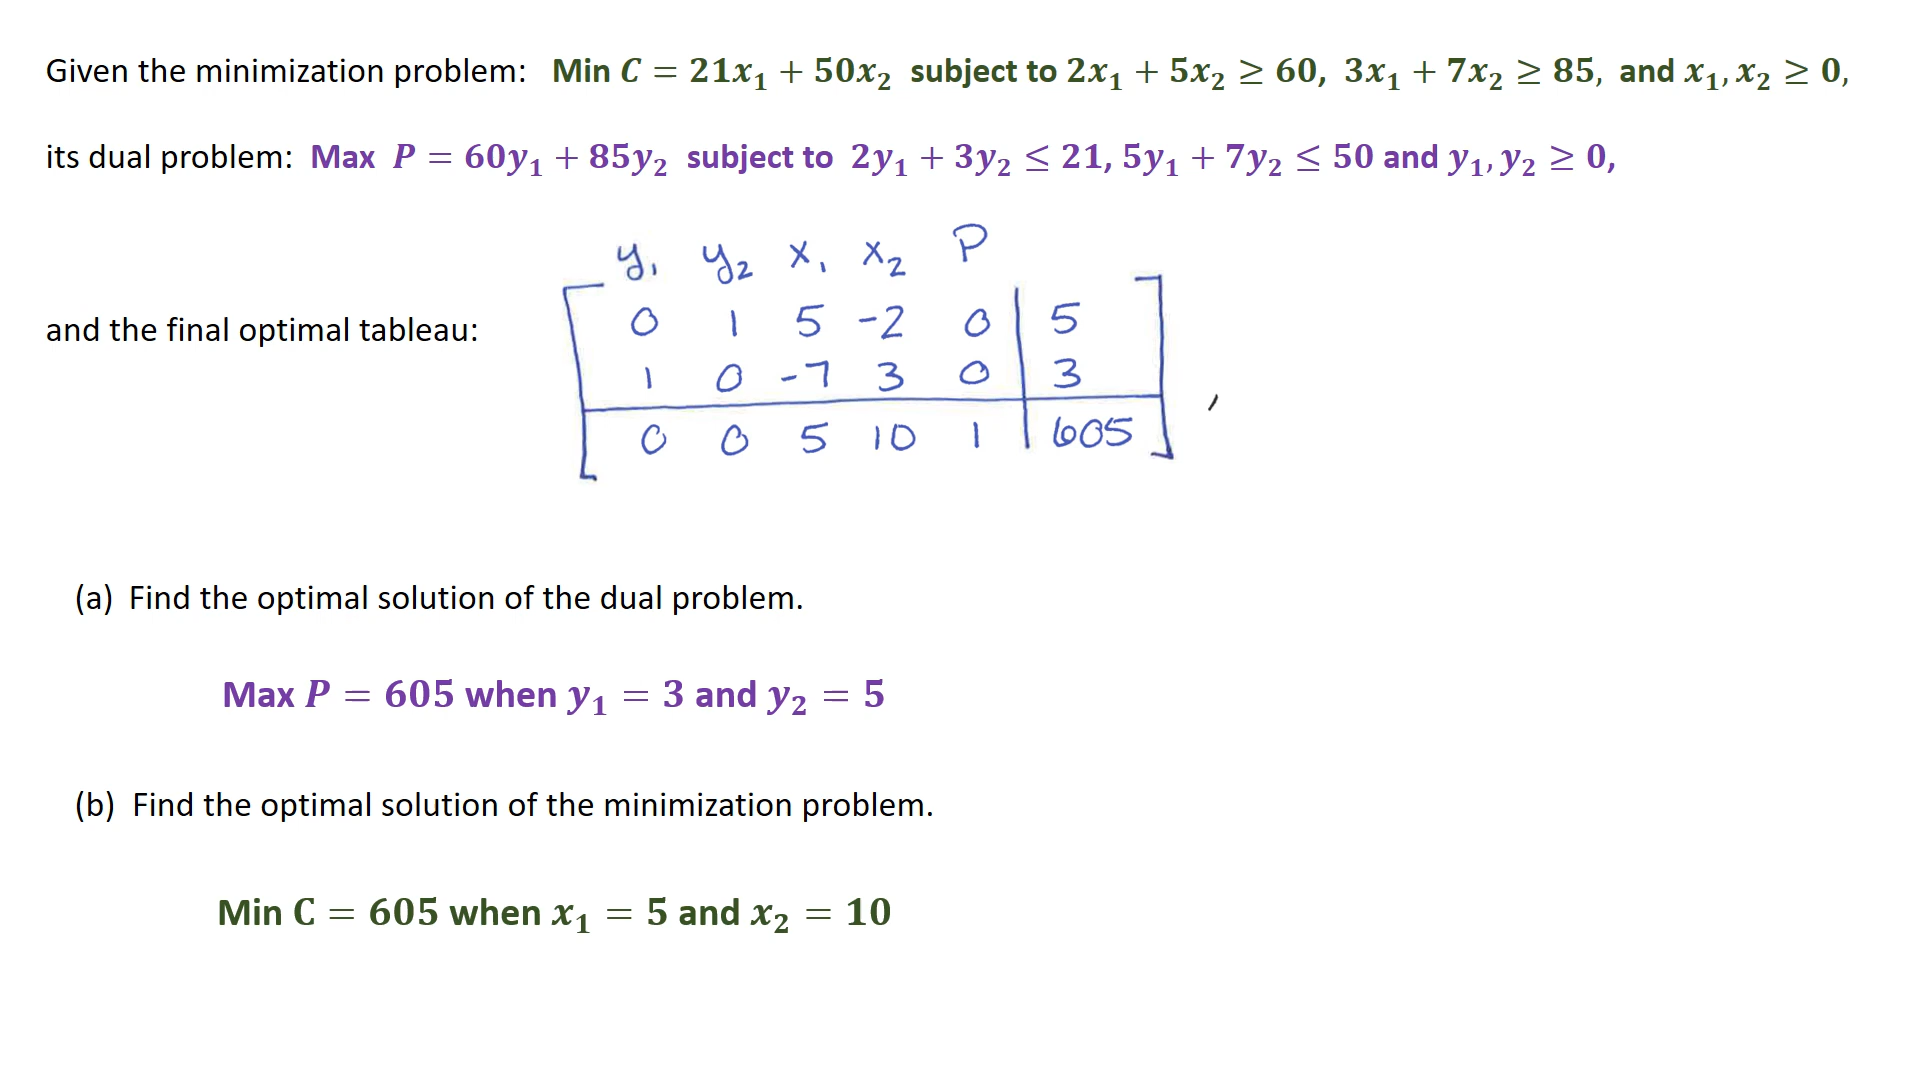 Given the minimization problem: Min C = 21x₁ + 50x₂ subject to 2x₁ + 5x₂ ≥ 60, 3x₁ + 7x₂ ≥ 85, and x₁, x₂ ≥ 0,
its dual problem: Max P = 60y₁ + 85y₂ subject to 2y₁ + 3y₂ ≤ 21, 5y₁ + 7y₂ ≤ 50 and y₁, y₂ ≥ 0,
y₁ y₂ x₁ x₂ P
0 1 5 -2 0 | 5
and the final optimal tableau:
1 0 -7 3 0 | 3
0 0 5 10 1 | 605 ,
(a) Find the optimal solution of the dual problem.
Max P = 605 when y₁ = 3 and y₂ = 5
(b) Find the optimal solution of the minimization problem.
Min C = 605 when x₁ = 5 and x₂ = 10